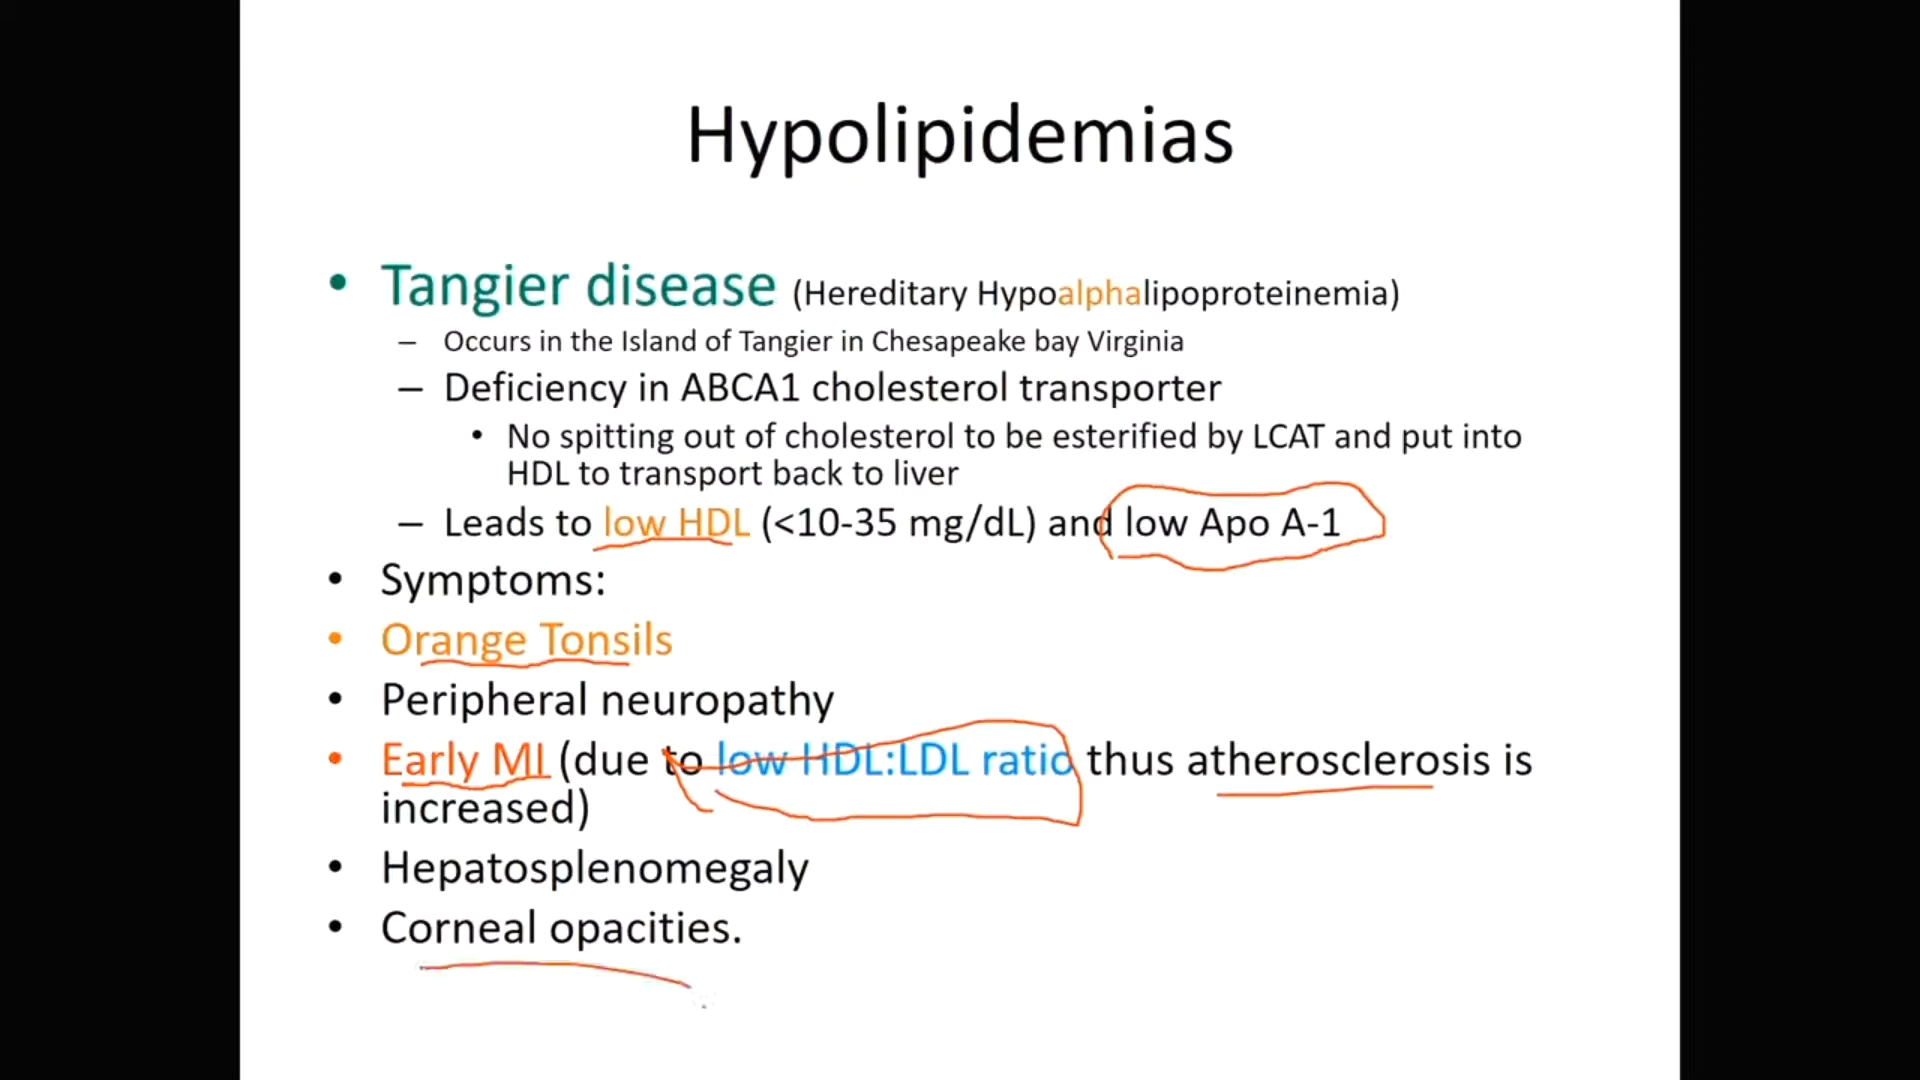 Hypolipidemias
• Tangier disease (Hereditary Hypoalphalipoproteinemia)
– Occurs in the Island of Tangier in Chesapeake bay Virginia
– Deficiency in ABCA1 cholesterol transporter
• No spitting out of cholesterol to be esterified by LCAT and put into
HDL to transport back to liver
– Leads to low HDL (<10-35 mg/dL) and low Apo A-1
• Symptoms:
• Orange Tonsils
• Peripheral neuropathy
• Early MI (due to low HDL:LDL ratio thus atherosclerosis is
increased)
• Hepatosplenomegaly
• Corneal opacities.